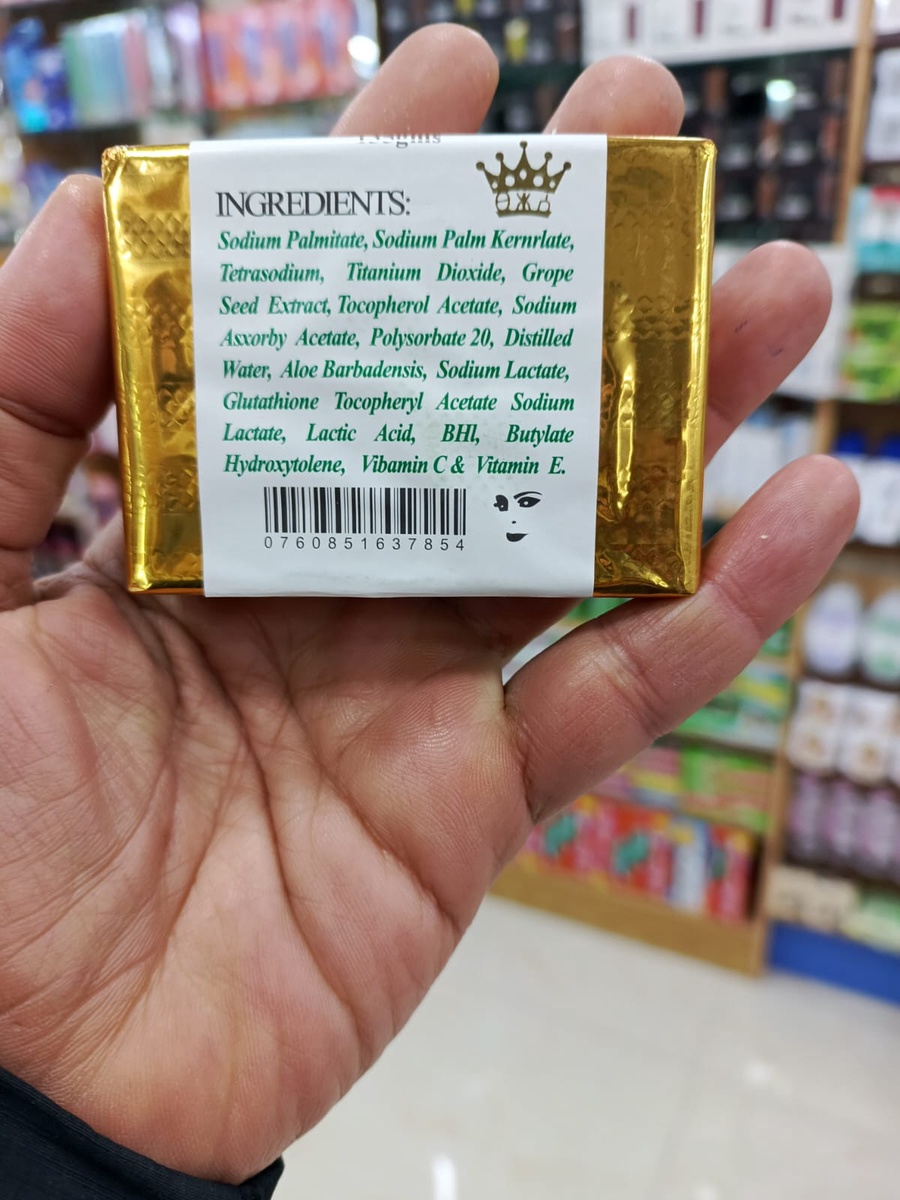 INGREDIENTS:
Sodium Palmitate, Sodium Palm Kernrlate,
Tetrasodium, Titanium Dioxide, Grope
Seed Extract, Tocopherol Acetate, Sodium
Asxorby Acetate, Polysorbate 20, Distilled
Water, Aloe Barbadensis, Sodium Lactate,
Glutathione Tocopheryl Acetate Sodium
Lactate, Lactic Acid, BHl, Butylate
Hydroxytolene, Vibamin C & Vitamin E.
0760851637854